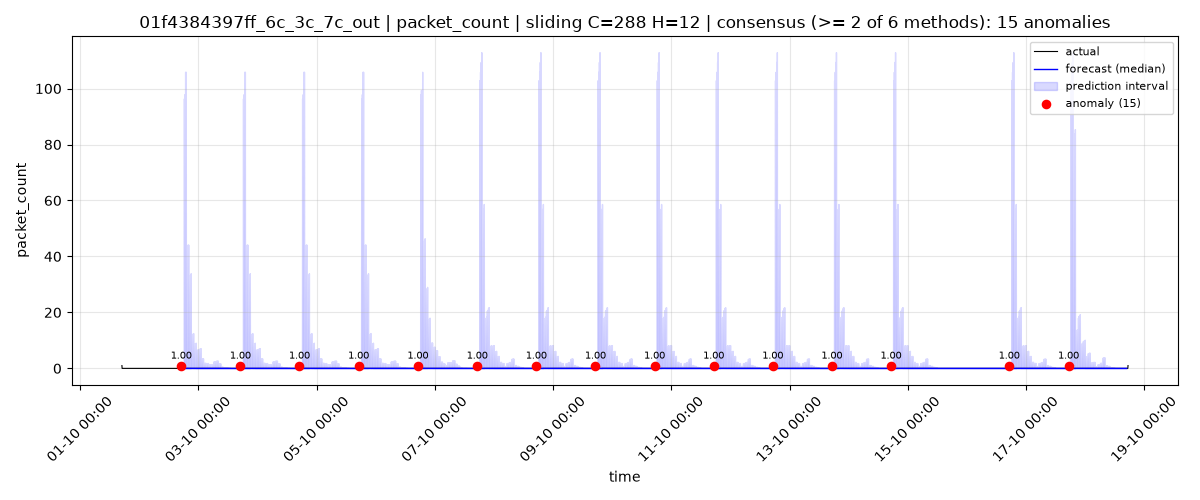 01f4384397ff_6c_3c_7c_out | packet_count | sliding C=288 H=12 | consensus (>= 2 of 6 methods): 15 anomalies
actual
forecast (median)
prediction interval
anomaly (15)
packet_count
100
80
60
40
20
0
1.00 1.00 1.00 1.00 1.00 1.00 1.00 1.00 1.00 1.00 1.00 1.00 1.00 1.00 1.00
01-10 00:00 03-10 00:00 05-10 00:00 07-10 00:00 09-10 00:00 11-10 00:00 13-10 00:00 15-10 00:00 17-10 00:00 19-10 00:00
time